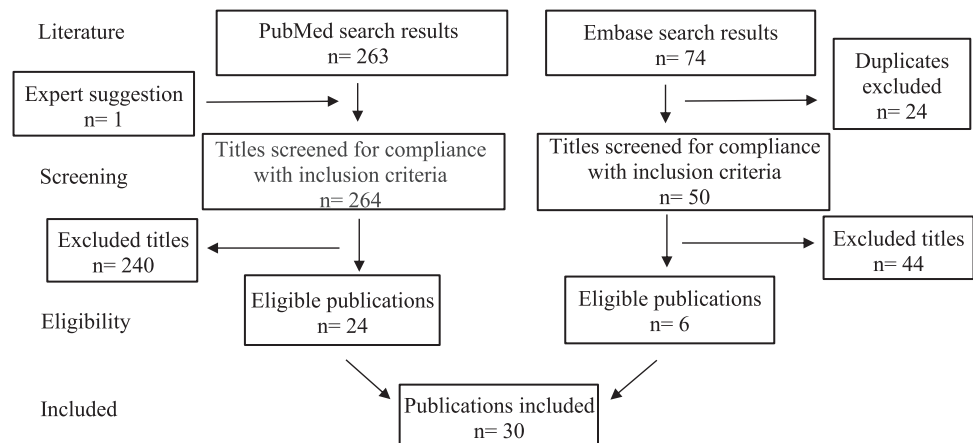 Literature
PubMed search results
n= 263
Embase search results
n= 74
Expert suggestion
n= 1
Duplicates
excluded
n= 24
Screening
Titles screened for compliance
with inclusion criteria
n= 264
Titles screened for compliance
with inclusion criteria
n= 50
Excluded titles
n= 240
Excluded titles
n= 44
Eligibility
Eligible publications
n= 24
Eligible publications
n= 6
Included
Publications included
n= 30